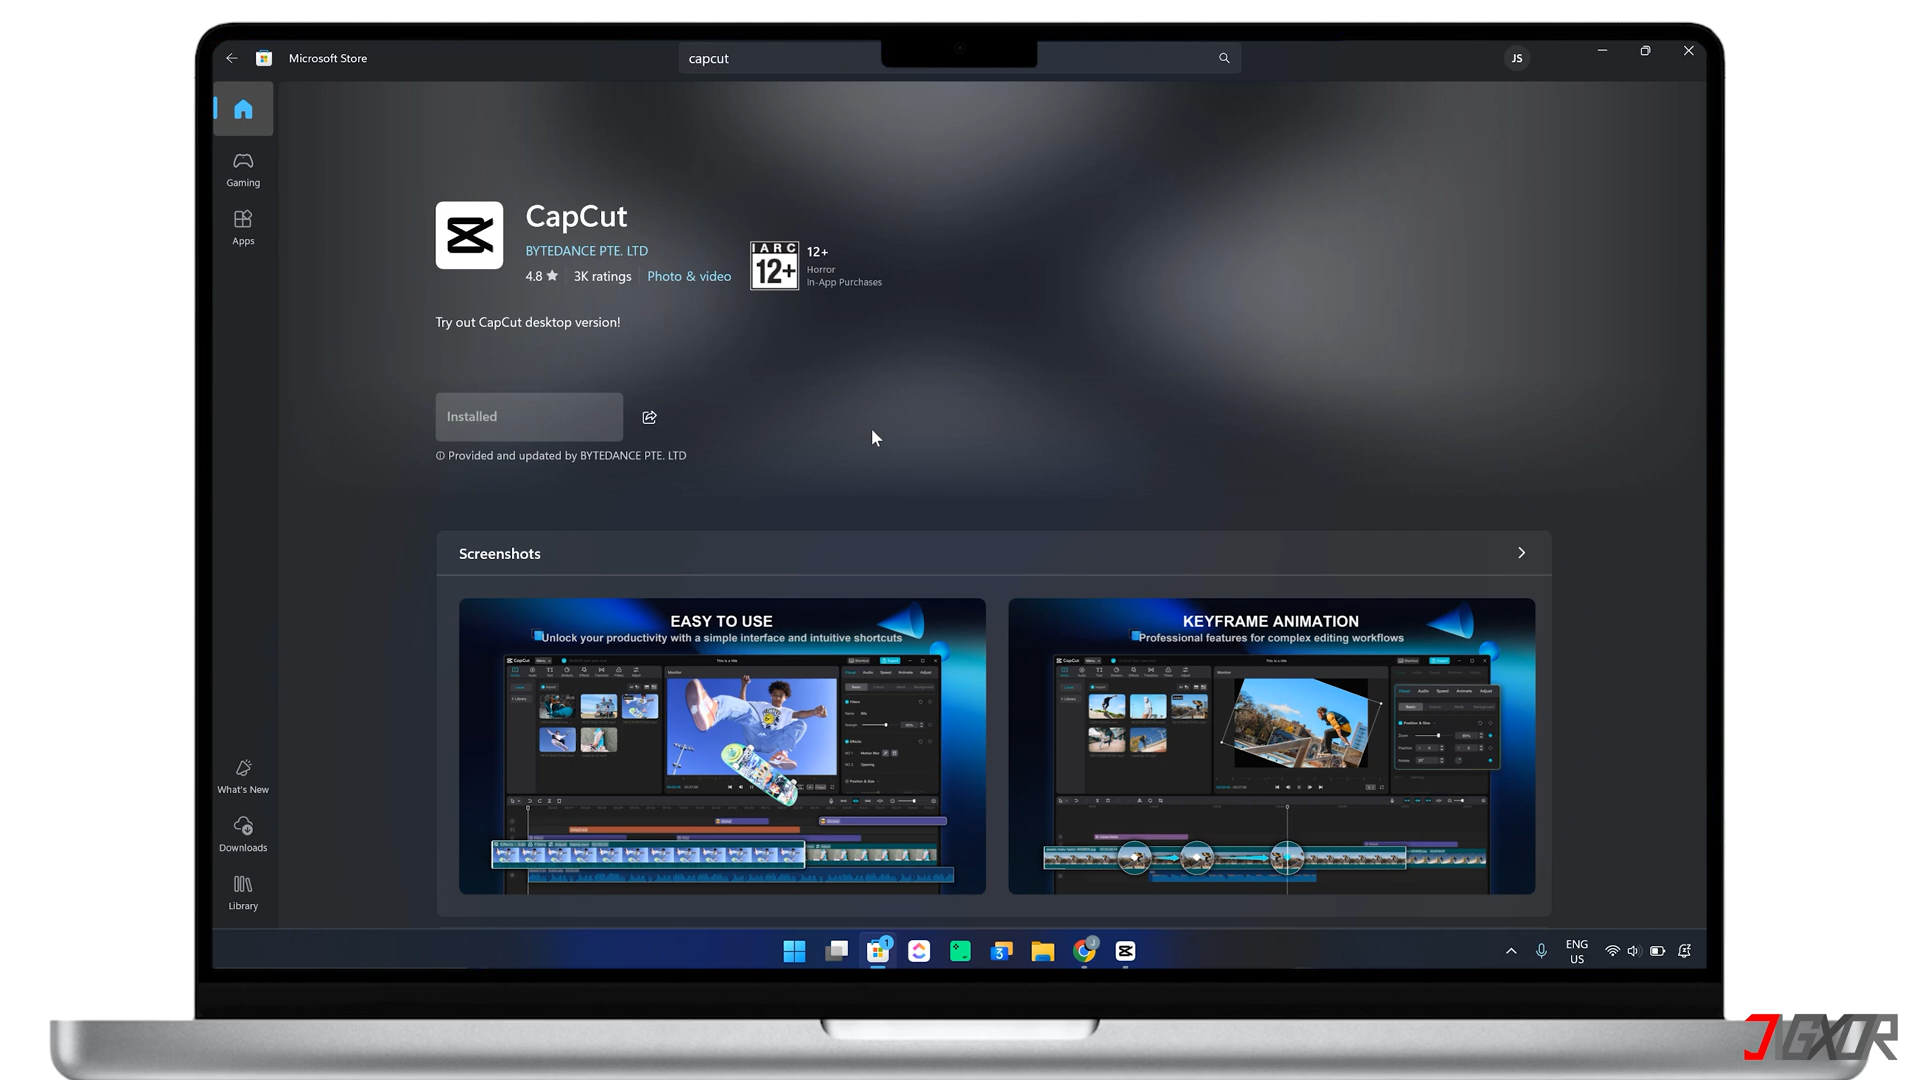 Microsoft Store
capcut
JS
Gaming
Apps
CapCut
BYTEDANCE PTE. LTD
4.8
3K ratings
Photo & video
IARC
12+
12+
Horror
In-App Purchases
Try out CapCut desktop version!
Installed
Provided and updated by BYTEDANCE PTE. LTD
Screenshots
EASY TO USE
Unlock your productivity with a simple interface and intuitive shortcuts
KEYFRAME ANIMATION
Professional features for complex editing workflows
What's New
Downloads
Library
1
3
J
ENG
US
JIGXOR